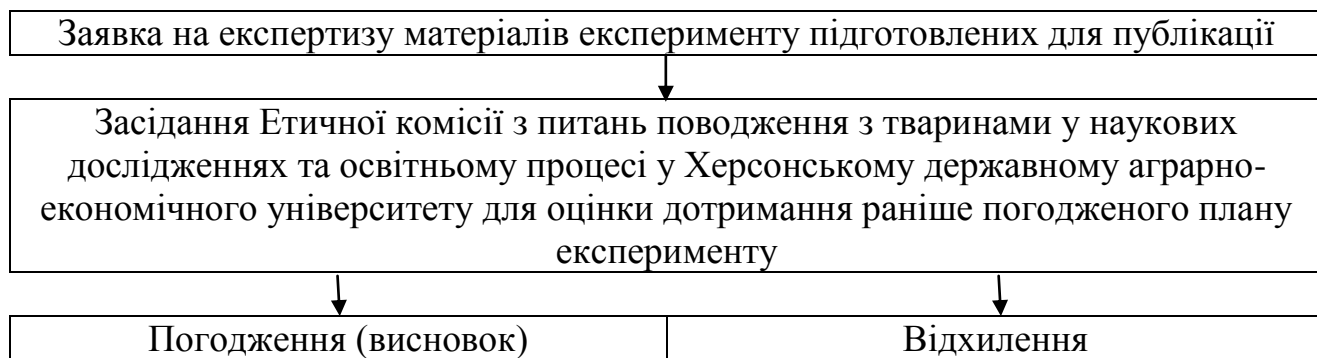 Заявка на експертизу матеріалів експерименту підготовлених для публікації
Засідання Етичної комісії з питань поводження з тваринами у наукових
дослідженнях та освітньому процесі у Херсонському державному аграрно-
економічного університету для оцінки дотримання раніше погодженого плану
експерименту
Погодження (висновок)
Відхилення